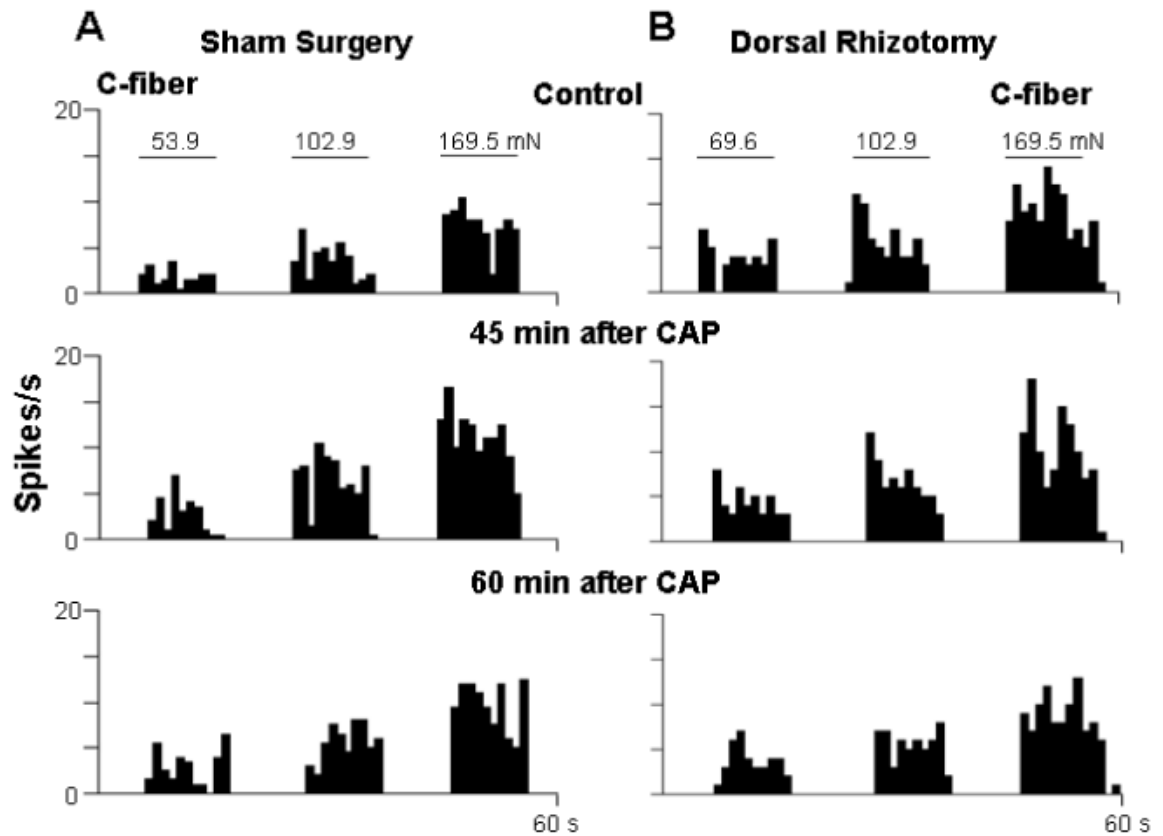 A
Sham Surgery
B
Dorsal Rhizotomy
C-fiber
Control
C-fiber
20
53.9
102.9
169.5 mN
69.6
102.9
169.5 mN
0
45 min after CAP
20
Spikes/s
0
60 min after CAP
20
0
60 s
60 s